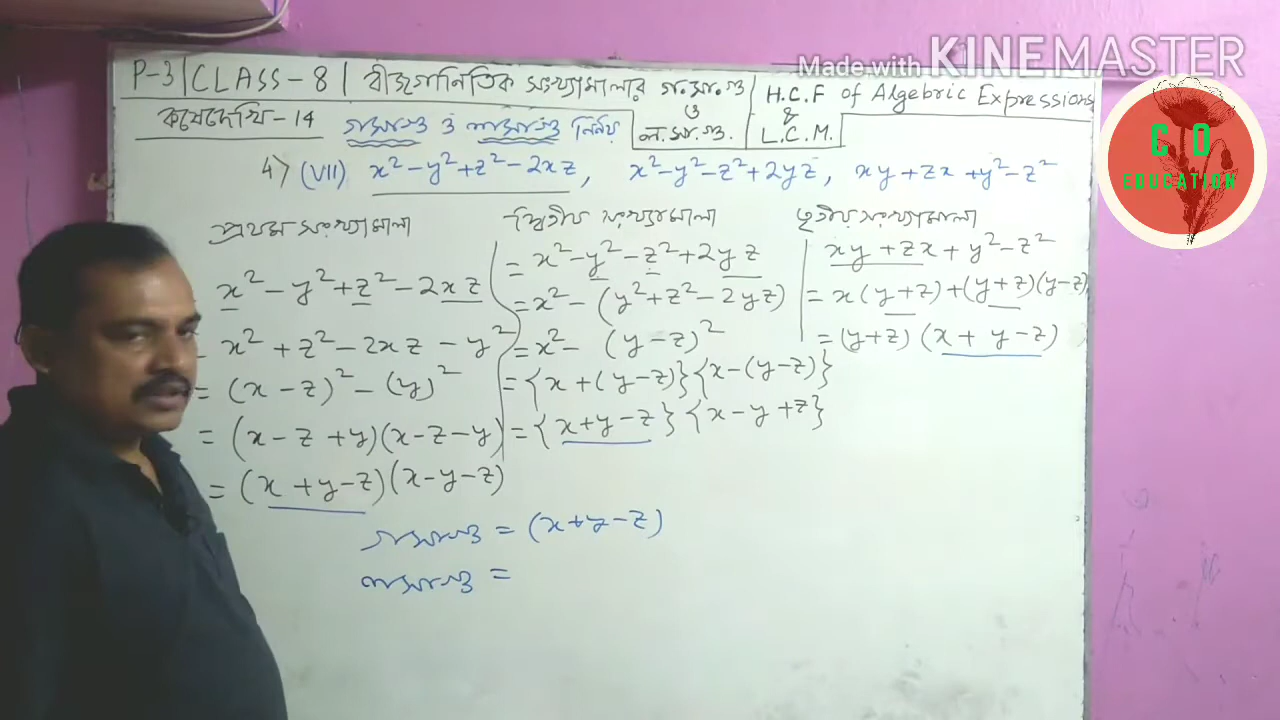 Made with KINEMASTER
P-3 | CLASS - 8 | বীজগানিতিক সংখ্যামালার গ.সা.গু ও ল.সা.গু. | H.C.F & L.C.M. of Algebric Expressions
কষেদেখি - 14
গসাগু ও লসাগু নির্নয়
C O
EDUCATION
4> (VII) x² - y² + z² - 2xz, x² - y² - z² + 2yz, xy + zx + y² - z²
প্রথম সংখ্যামালা
x² - y² + z² - 2xz
= x² + z² - 2xz - y²
= (x - z)² - (y)²
= (x - z + y)(x - z - y)
= (x + y - z)(x - y - z)
দ্বিতীয় সংখ্যামালা
= x² - y² - z² + 2yz
= x² - (y² + z² - 2yz)
= x² - (y - z)²
= {x + (y - z)}{x - (y - z)}
= {x + y - z} {x - y + z}
তৃতীয় সংখ্যামালা
xy + zx + y² - z²
= x(y + z) + (y + z)(y - z)
= (y + z) (x + y - z)
গসাগু = (x + y - z)
লসাগু =